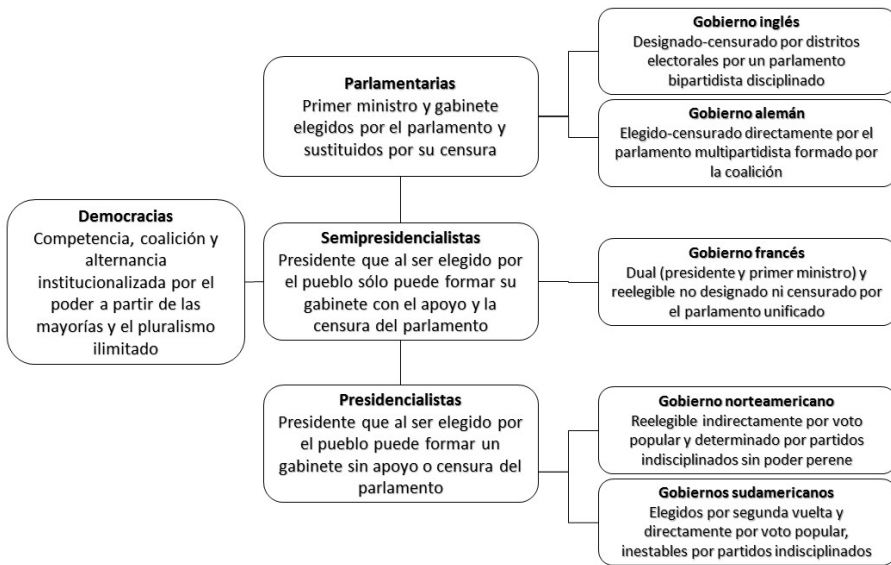 Democracias
Competencia, coalición y
alternancia
institucionalizada por el
poder a partir de las
mayorías y el pluralismo
ilimitado
Parlamentarias
Primer ministro y gabinete
elegidos por el parlamento y
sustituidos por su censura
Gobierno inglés
Designado-censurado por distritos
electorales por un parlamento
bipartidista disciplinado
Gobierno alemán
Elegido-censurado directamente por el
parlamento multipartidista formado por
la coalición
Semipresidencialistas
Presidente que al ser elegido por
el pueblo sólo puede formar su
gabinete con el apoyo y la
censura del parlamento
Gobierno francés
Dual (presidente y primer ministro) y
reelegible no designado ni censurado por
el parlamento unificado
Presidencialistas
Presidente que al ser elegido por
el pueblo puede formar un
gabinete sin apoyo o censura del
parlamento
Gobierno norteamericano
Reelegible indirectamente por voto
popular y determinado por partidos
indisciplinados sin poder perene
Gobiernos sudamericanos
Elegidos por segunda vuelta y
directamente por voto popular,
inestables por partidos indisciplinados